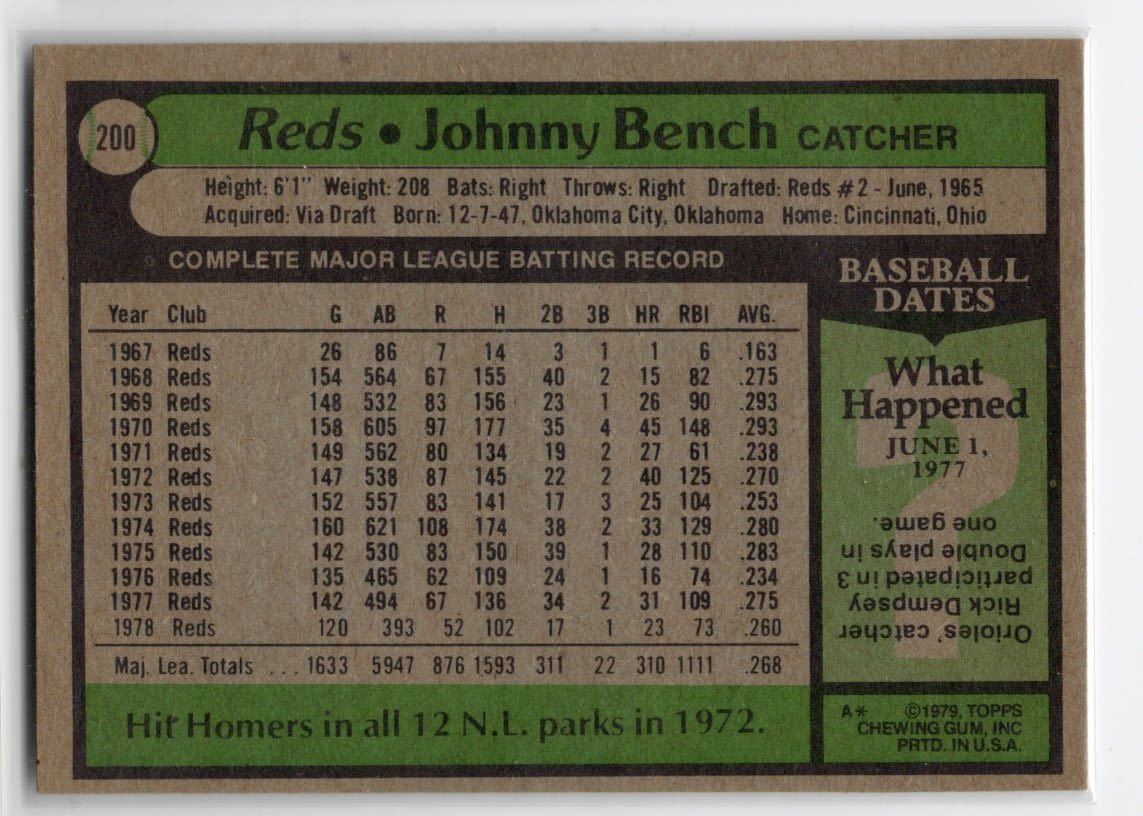 200
Reds • Johnny Bench CATCHER
Height: 6'1" Weight: 208 Bats: Right Throws: Right Drafted: Reds #2 - June, 1965
Acquired: Via Draft Born: 12-7-47, Oklahoma City, Oklahoma Home: Cincinnati, Ohio
COMPLETE MAJOR LEAGUE BATTING RECORD
Year Club G AB R H 2B 3B HR RBI AVG.
1967 Reds 26 86 7 14 3 1 1 6 .163
1968 Reds 154 564 67 155 40 2 15 82 .275
1969 Reds 148 532 83 156 23 1 26 90 .293
1970 Reds 158 605 97 177 35 4 45 148 .293
1971 Reds 149 562 80 134 19 2 27 61 .238
1972 Reds 147 538 87 145 22 2 40 125 .270
1973 Reds 152 557 83 141 17 3 25 104 .253
1974 Reds 160 621 108 174 38 2 33 129 .280
1975 Reds 142 530 83 150 39 1 28 110 .283
1976 Reds 135 465 62 109 24 1 16 74 .234
1977 Reds 142 494 67 136 34 2 31 109 .275
1978 Reds 120 393 52 102 17 1 23 73 .260
Maj. Lea. Totals ... 1633 5947 876 1593 311 22 310 1111 .268
Hit Homers in all 12 N.L. parks in 1972.
BASEBALL
DATES
What
Happened
JUNE 1,
1977
?
Orioles' catcher
Rick Dempsey
participated in 3
Double plays in
one game.
A* ©1979, TOPPS
CHEWING GUM, INC
PRTD. IN U.S.A.